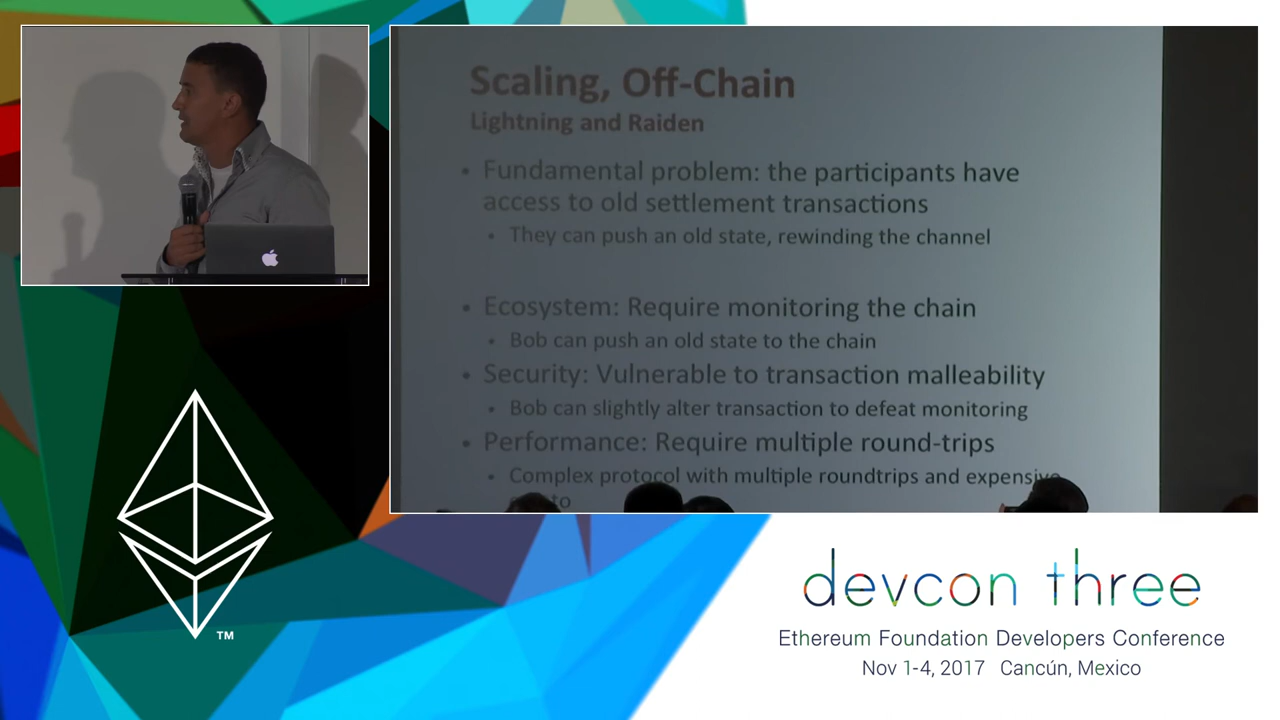 Scaling, Off-Chain
Lightning and Raiden
• Fundamental problem: the participants have
access to old settlement transactions
• They can push an old state, rewinding the channel
• Ecosystem: Require monitoring the chain
• Bob can push an old state to the chain
• Security: Vulnerable to transaction malleability
• Bob can slightly alter transaction to defeat monitoring
• Performance: Require multiple round-trips
• Complex protocol with multiple roundtrips and expensive
TM
devcon three
Ethereum Foundation Developers Conference
Nov 1-4, 2017 Cancún, Mexico